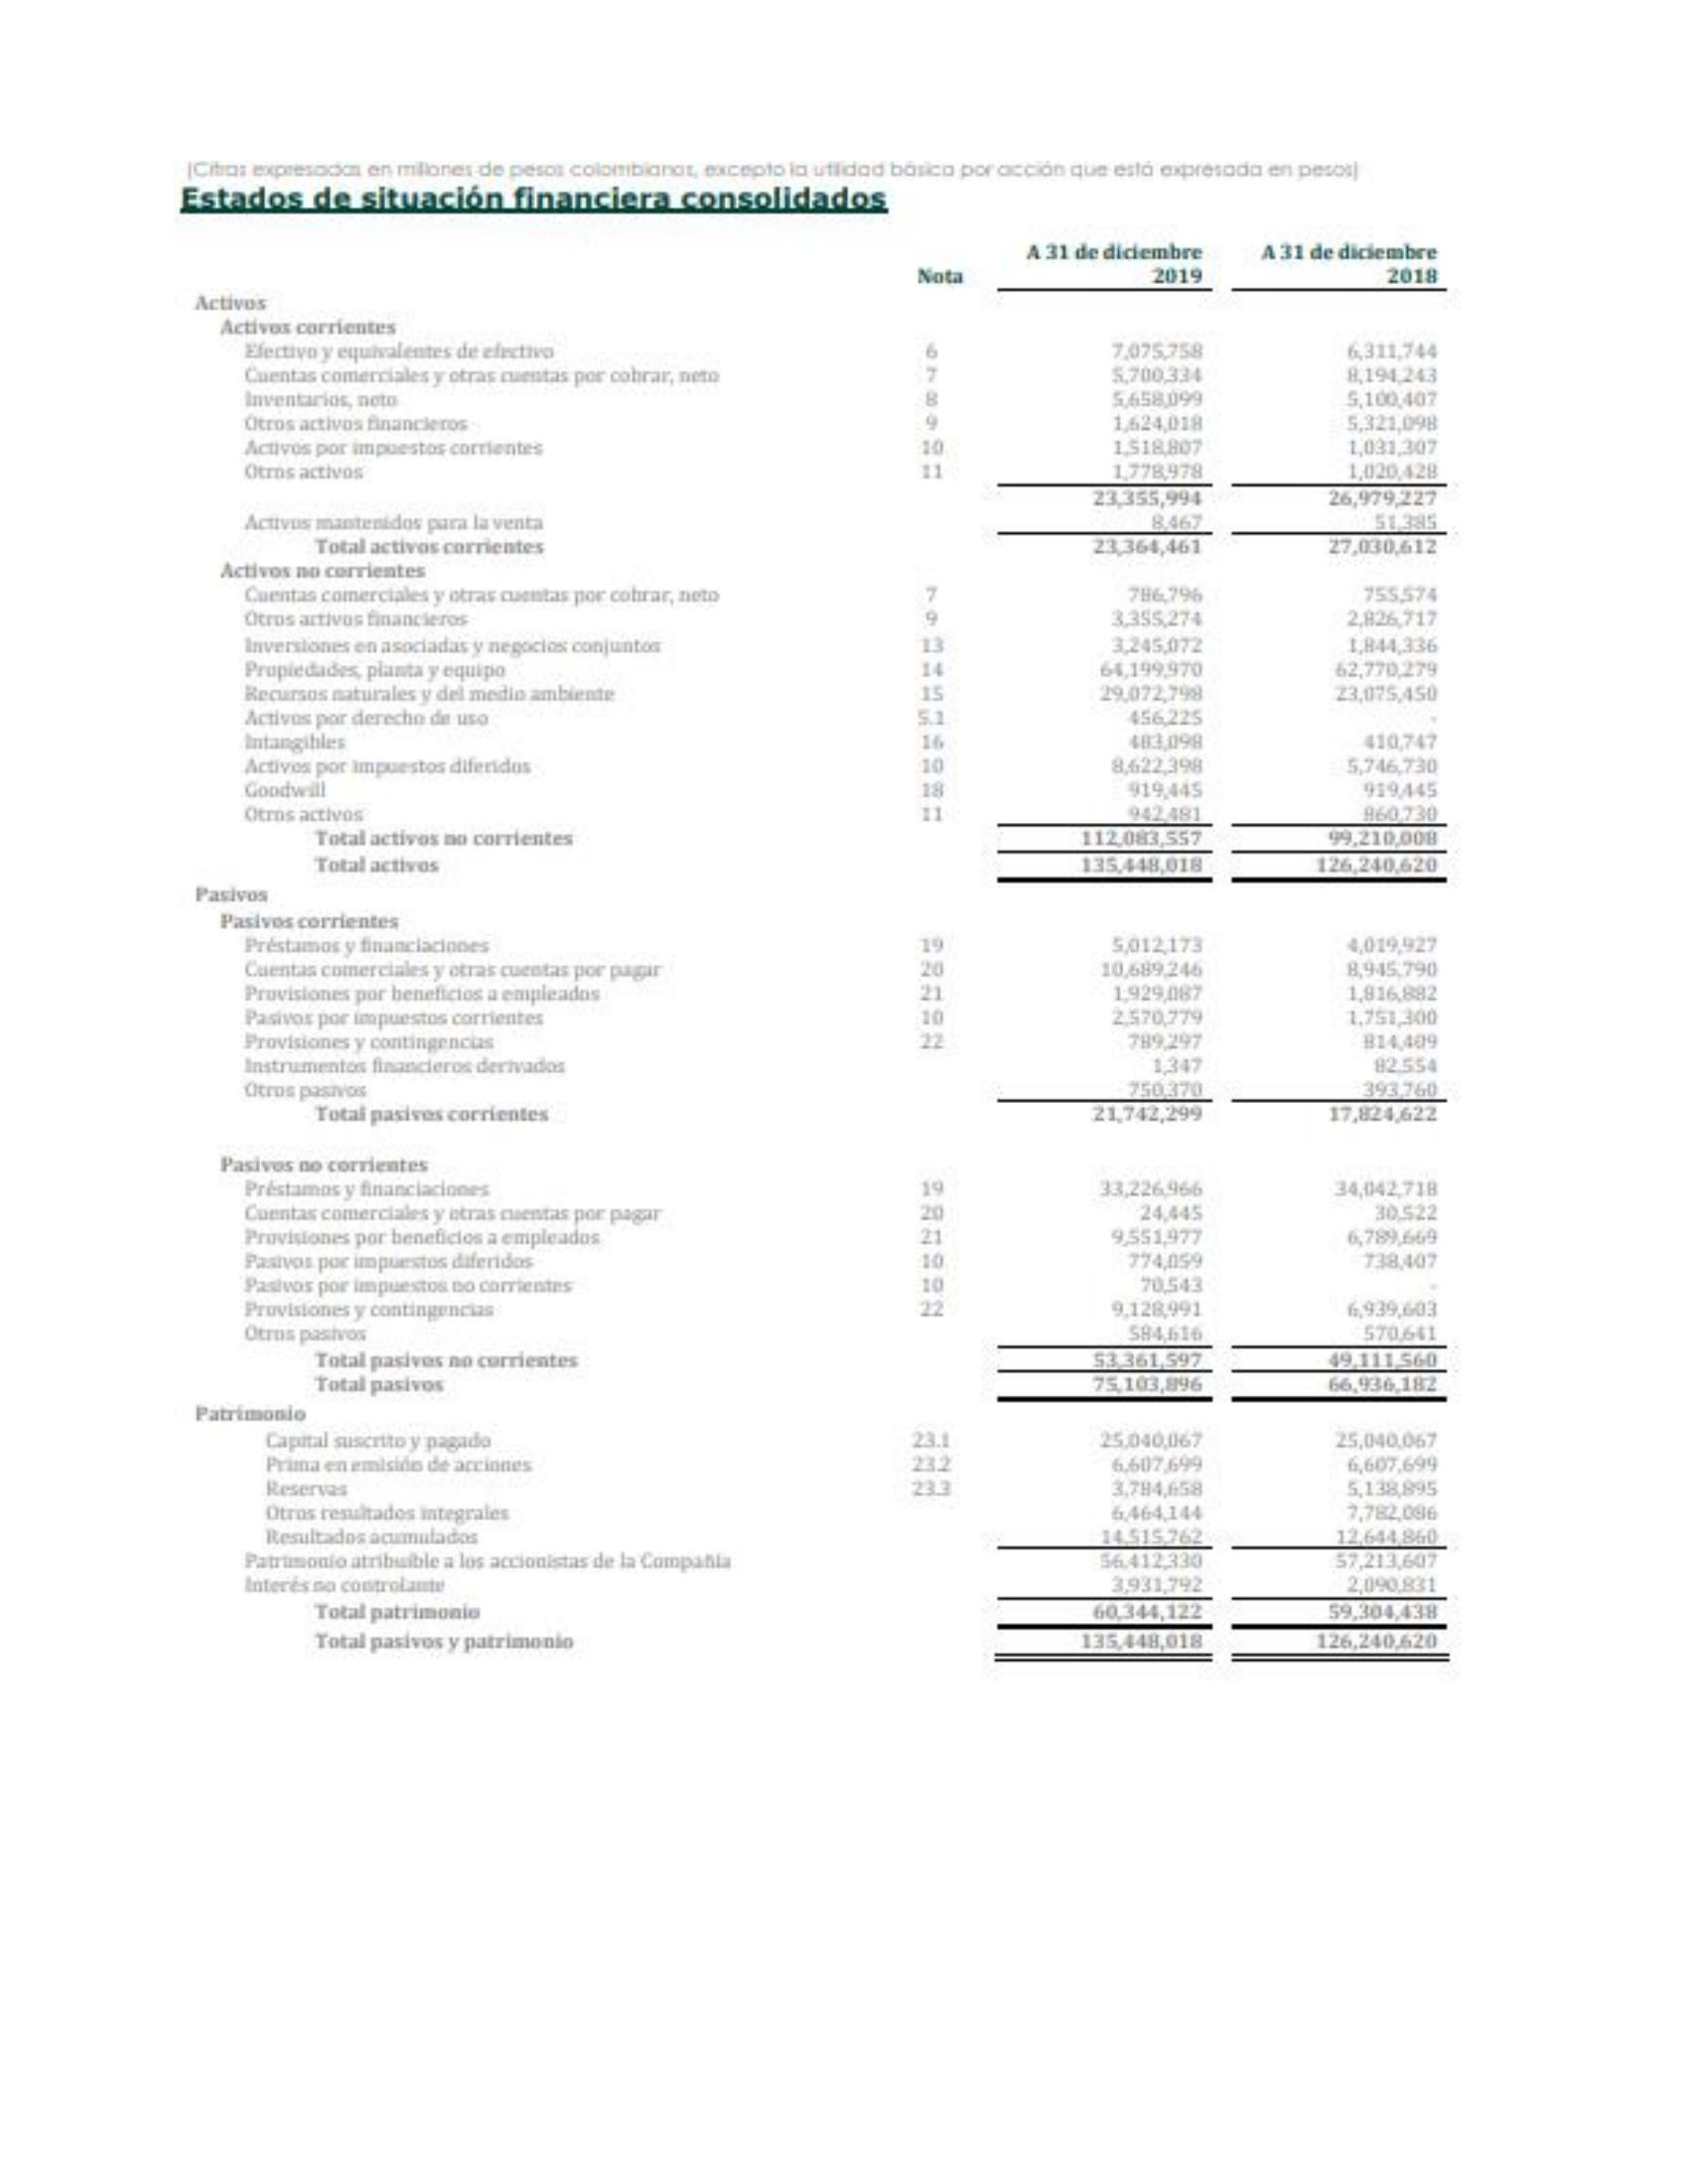 (Cifras expresadas en millones de pesos colombianos, excepto la utilidad básica por acción que está expresada en pesos)
Estados de situación financiera consolidados
A 31 de diciembre A 31 de diciembre
Nota 2019 2018
Activos
Activos corrientes
Efectivo y equivalentes de efectivo 6 7,075,758 6,311,744
Cuentas comerciales y otras cuentas por cobrar, neto 7 5,700,334 8,194,243
Inventarios, neto 8 5,658,099 5,100,407
Otros activos financieros 9 1,624,018 5,321,098
Activos por impuestos corrientes 10 1,518,807 1,031,307
Otros activos 11 1,778,978 1,020,428
23,355,994 26,979,227
Activos mantenidos para la venta 8,467 51,385
Total activos corrientes 23,364,461 27,030,612
Activos no corrientes
Cuentas comerciales y otras cuentas por cobrar, neto 7 786,796 755,574
Otros activos financieros 9 3,355,274 2,826,717
Inversiones en asociadas y negocios conjuntos 13 3,245,072 1,844,336
Propiedades, planta y equipo 14 64,199,970 62,770,279
Recursos naturales y del medio ambiente 15 29,072,798 23,075,450
Activos por derecho de uso 5.1 456,225 -
Intangibles 16 483,098 410,747
Activos por impuestos diferidos 10 8,622,398 5,746,730
Goodwill 18 919,445 919,445
Otros activos 11 942,481 860,730
Total activos no corrientes 112,083,557 99,210,008
Total activos 135,448,018 126,240,620
Pasivos
Pasivos corrientes
Préstamos y financiaciones 19 5,012,173 4,019,927
Cuentas comerciales y otras cuentas por pagar 20 10,689,246 8,945,790
Provisiones por beneficios a empleados 21 1,929,087 1,816,882
Pasivos por impuestos corrientes 10 2,570,779 1,751,300
Provisiones y contingencias 22 789,297 814,409
Instrumentos financieros derivados 1,347 82,554
Otros pasivos 750,370 393,760
Total pasivos corrientes 21,742,299 17,824,622
Pasivos no corrientes
Préstamos y financiaciones 19 33,226,966 34,042,718
Cuentas comerciales y otras cuentas por pagar 20 24,445 30,522
Provisiones por beneficios a empleados 21 9,551,977 6,789,669
Pasivos por impuestos diferidos 10 774,059 738,407
Pasivos por impuestos no corrientes 10 70,543 -
Provisiones y contingencias 22 9,128,991 6,939,603
Otros pasivos 584,616 570,641
Total pasivos no corrientes 53,361,597 49,111,560
Total pasivos 75,103,896 66,936,182
Patrimonio
Capital suscrito y pagado 23.1 25,040,067 25,040,067
Prima en emisión de acciones 23.2 6,607,699 6,607,699
Reservas 23.3 3,784,658 5,138,895
Otros resultados integrales 6,464,144 7,782,086
Resultados acumulados 14,515,762 12,644,860
Patrimonio atribuible a los accionistas de la Compañía 56,412,330 57,213,607
Interés no controlante 3,931,792 2,090,831
Total patrimonio 60,344,122 59,304,438
Total pasivos y patrimonio 135,448,018 126,240,620